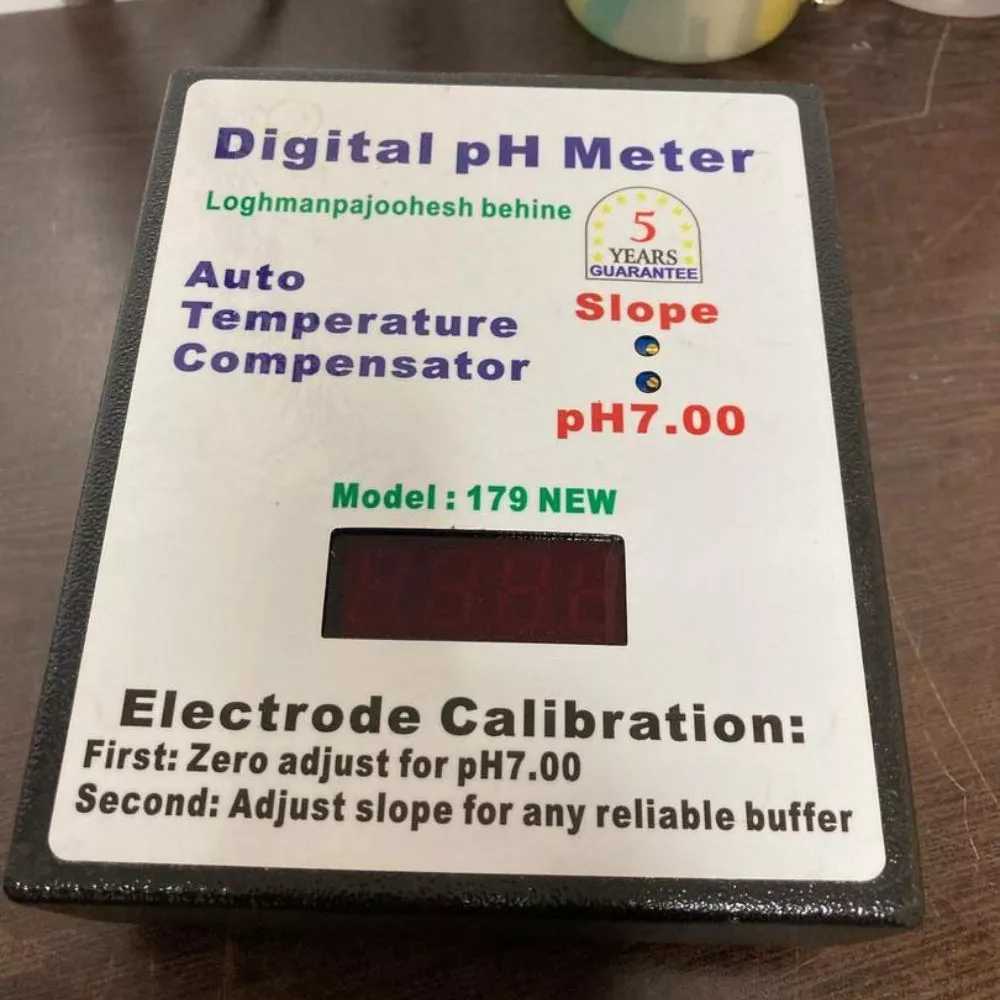 Digital pH Meter
Loghmanpajoohesh behine
5
YEARS
GUARANTEE
Auto
Temperature
Compensator
Slope
pH7.00
Model : 179 NEW
Electrode Calibration:
First: Zero adjust for pH7.00
Second: Adjust slope for any reliable buffer